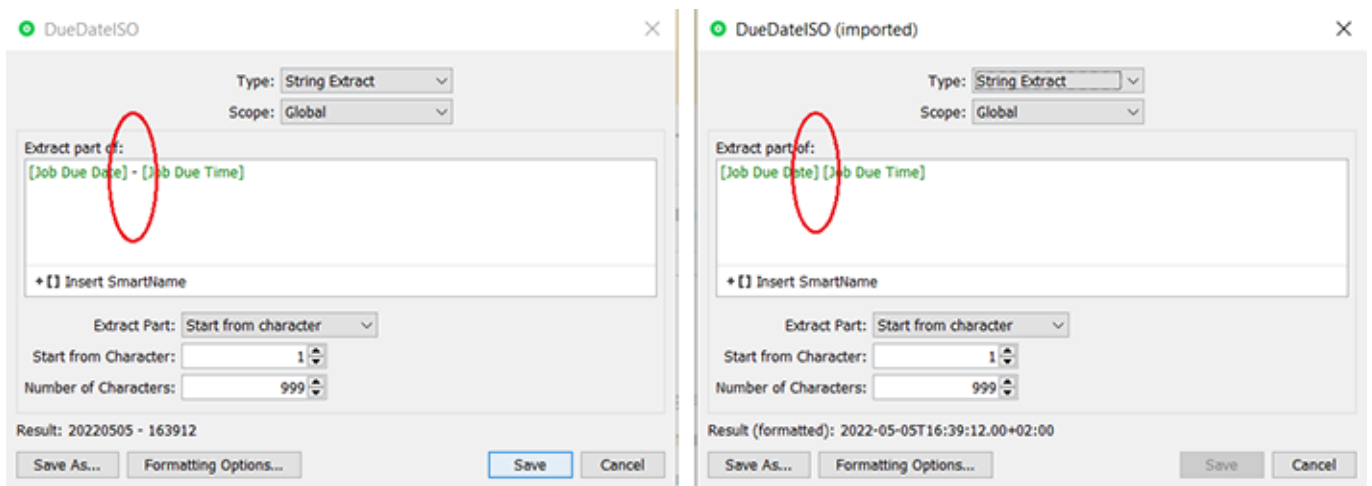 DueDateISO
Type: String Extract
Scope: Global
Extract part of:
[Job Due Date] - [Job Due Time]
+ [] Insert SmartName
Extract Part: Start from character
Start from Character: 1
Number of Characters: 999
Result: 20220505 - 163912
Save As... Formatting Options... Save Cancel
DueDateISO (imported)
Type: String Extract
Scope: Global
Extract part of:
[Job Due Date] [Job Due Time]
+ [] Insert SmartName
Extract Part: Start from character
Start from Character: 1
Number of Characters: 999
Result (formatted): 2022-05-05T16:39:12.00+02:00
Save As... Formatting Options... Save Cancel